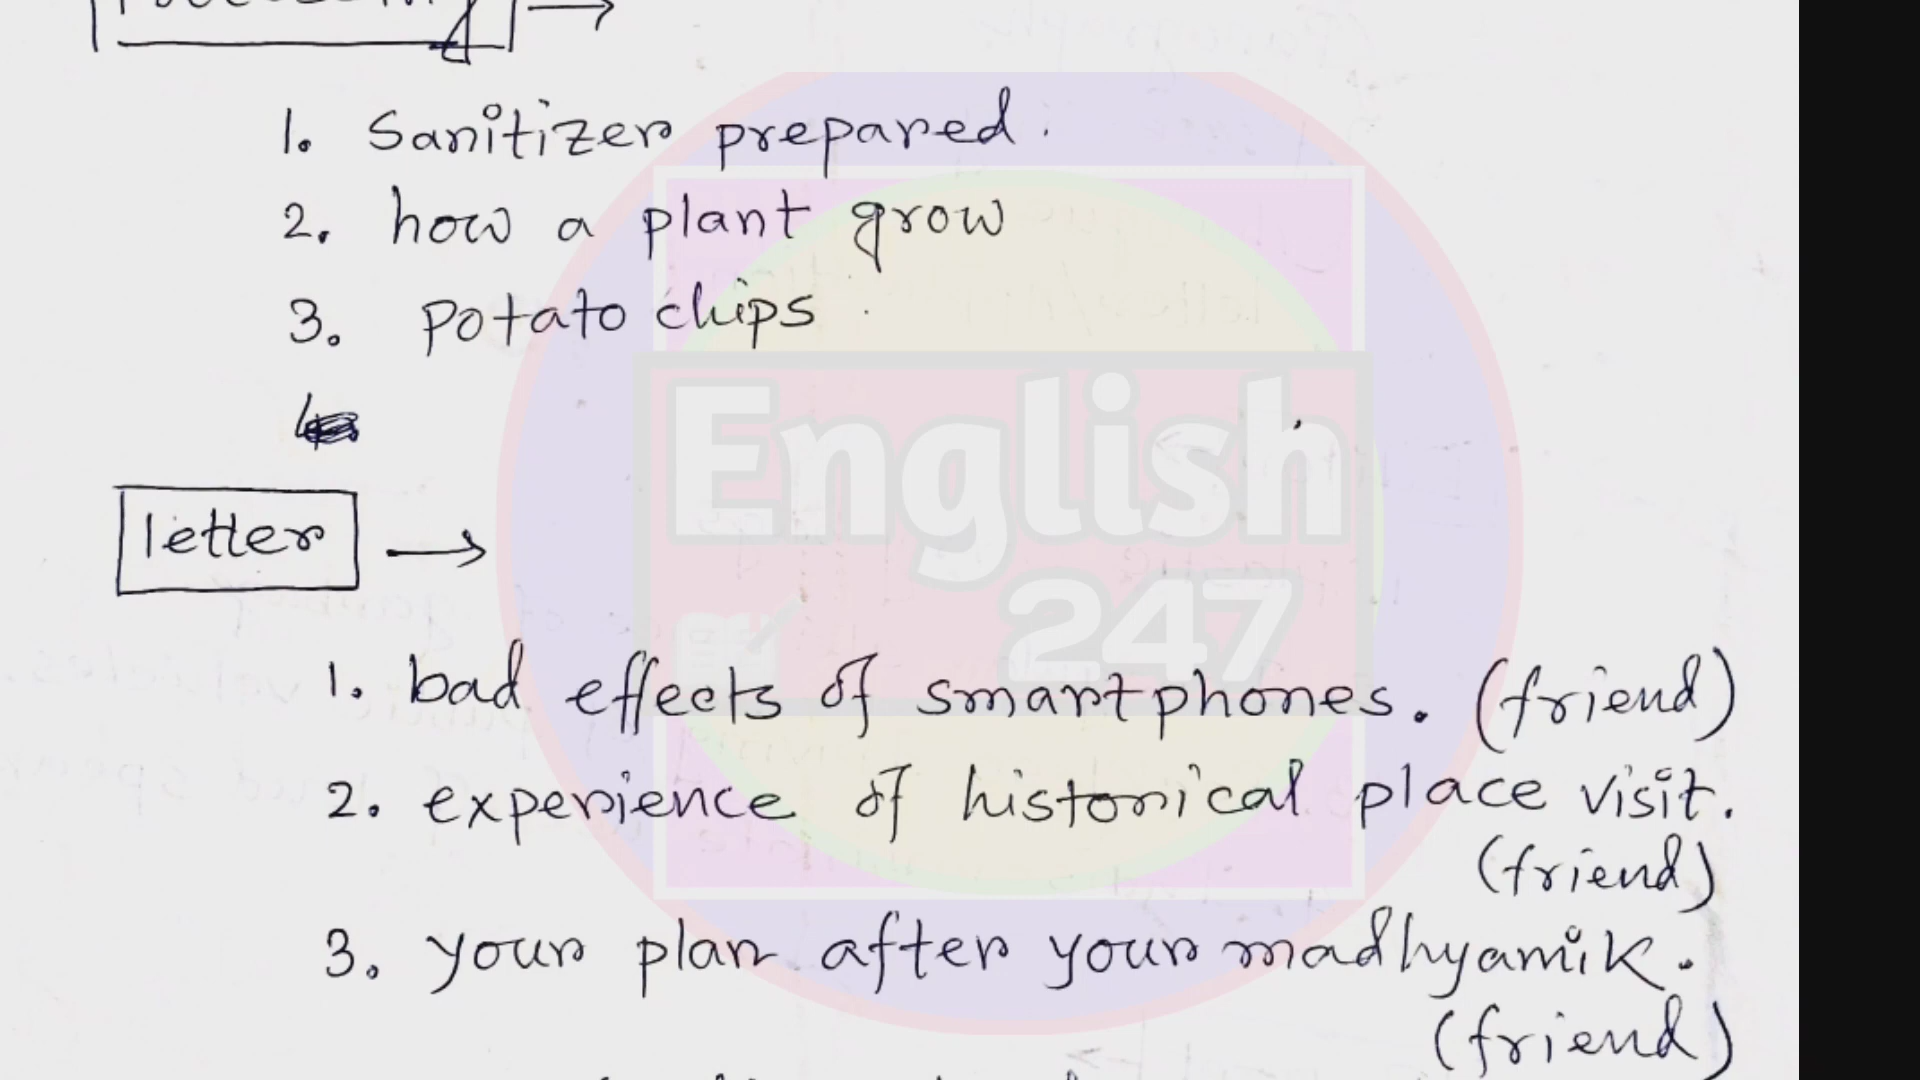 1. Sanitizer prepared.
2. how a plant grow
3. potato chips
English
247
letter →
1. bad effects of smartphones. (friend)
2. experience of historical place visit.
(friend)
3. your plan after your madhyamik.
(friend)